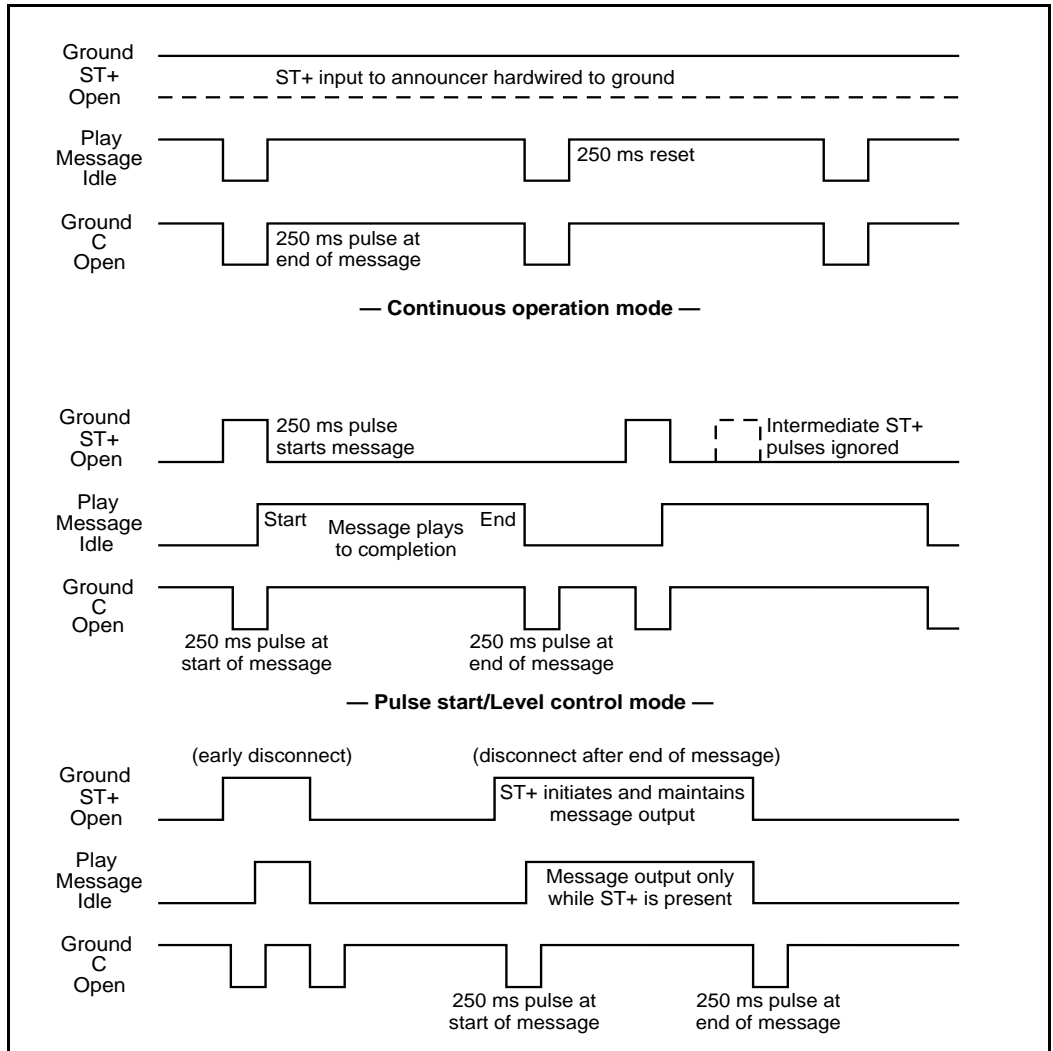 Ground
ST+
Open
ST+ input to announcer hardwired to ground
Play
Message
Idle
250 ms reset
Ground
C
Open
250 ms pulse at
end of message
— Continuous operation mode —
Ground
ST+
Open
250 ms pulse
starts message
Intermediate ST+
pulses ignored
Play
Message
Idle
Start
Message plays
to completion
End
Ground
C
Open
250 ms pulse at
start of message
250 ms pulse at
end of message
— Pulse start/Level control mode —
(early disconnect)
(disconnect after end of message)
Ground
ST+
Open
ST+ initiates and maintains
message output
Play
Message
Idle
Message output only
while ST+ is present
Ground
C
Open
250 ms pulse at
start of message
250 ms pulse at
end of message